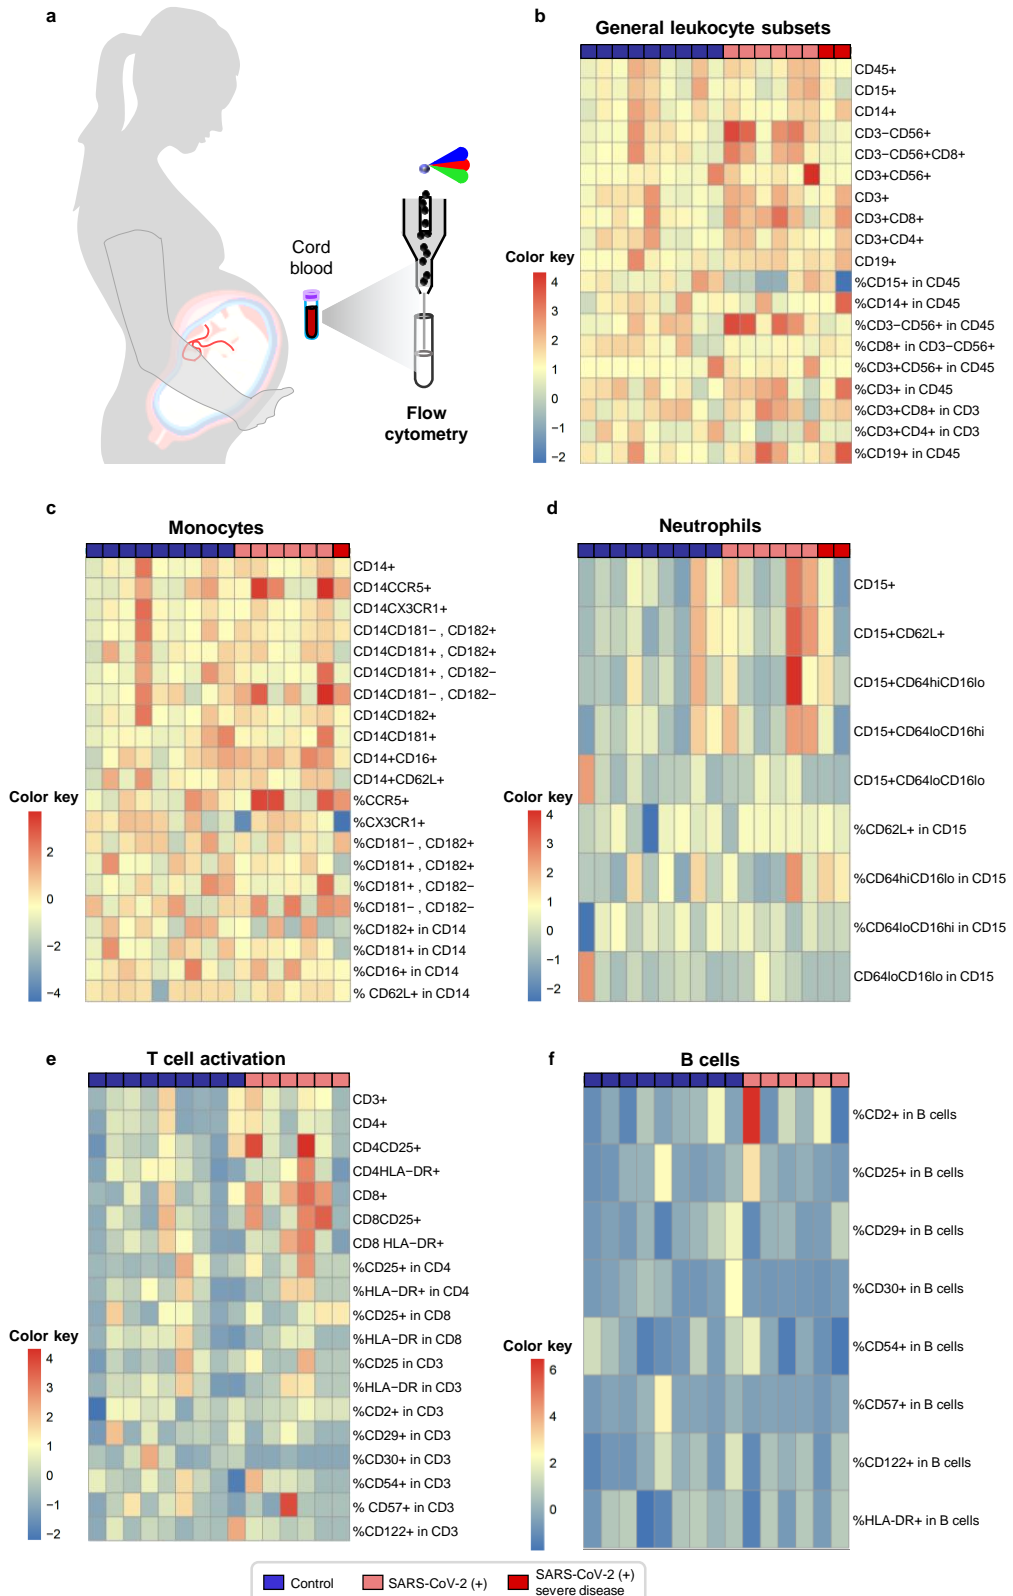 a
Cord
blood
Flow
cytometry
b
General leukocyte subsets
CD45+
CD15+
CD14+
CD3−CD56+
CD3−CD56+CD8+
CD3+CD56+
CD3+
CD3+CD8+
CD3+CD4+
CD19+
%CD15+ in CD45
%CD14+ in CD45
%CD3−CD56+ in CD45
%CD8+ in CD3−CD56+
%CD3+CD56+ in CD45
%CD3+ in CD45
%CD3+CD8+ in CD3
%CD3+CD4+ in CD3
%CD19+ in CD45
Color key
4
3
2
1
0
−1
−2
c
Monocytes
CD14+
CD14CCR5+
CD14CX3CR1+
CD14CD181− , CD182+
CD14CD181+ , CD182+
CD14CD181+ , CD182−
CD14CD181− , CD182−
CD14CD182+
CD14CD181+
CD14+CD16+
CD14+CD62L+
%CCR5+
%CX3CR1+
%CD181− , CD182+
%CD181+ , CD182+
%CD181+ , CD182−
%CD181− , CD182−
%CD182+ in CD14
%CD181+ in CD14
%CD16+ in CD14
% CD62L+ in CD14
Color key
2
0
−2
−4
d
Neutrophils
CD15+
CD15+CD62L+
CD15+CD64hiCD16lo
CD15+CD64loCD16hi
CD15+CD64loCD16lo
%CD62L+ in CD15
%CD64hiCD16lo in CD15
%CD64loCD16hi in CD15
CD64loCD16lo in CD15
Color key
4
3
2
1
0
−1
−2
e
T cell activation
CD3+
CD4+
CD4CD25+
CD4HLA−DR+
CD8+
CD8CD25+
CD8 HLA−DR+
%CD25+ in CD4
%HLA−DR+ in CD4
%CD25+ in CD8
%HLA−DR in CD8
%CD25 in CD3
%HLA−DR in CD3
%CD2+ in CD3
%CD29+ in CD3
%CD30+ in CD3
%CD54+ in CD3
% CD57+ in CD3
%CD122+ in CD3
Color key
4
3
2
1
0
−1
−2
f
B cells
%CD2+ in B cells
%CD25+ in B cells
%CD29+ in B cells
%CD30+ in B cells
%CD54+ in B cells
%CD57+ in B cells
%CD122+ in B cells
%HLA−DR+ in B cells
Color key
6
4
2
0
Control
SARS-CoV-2 (+)
SARS-CoV-2 (+)
severe disease